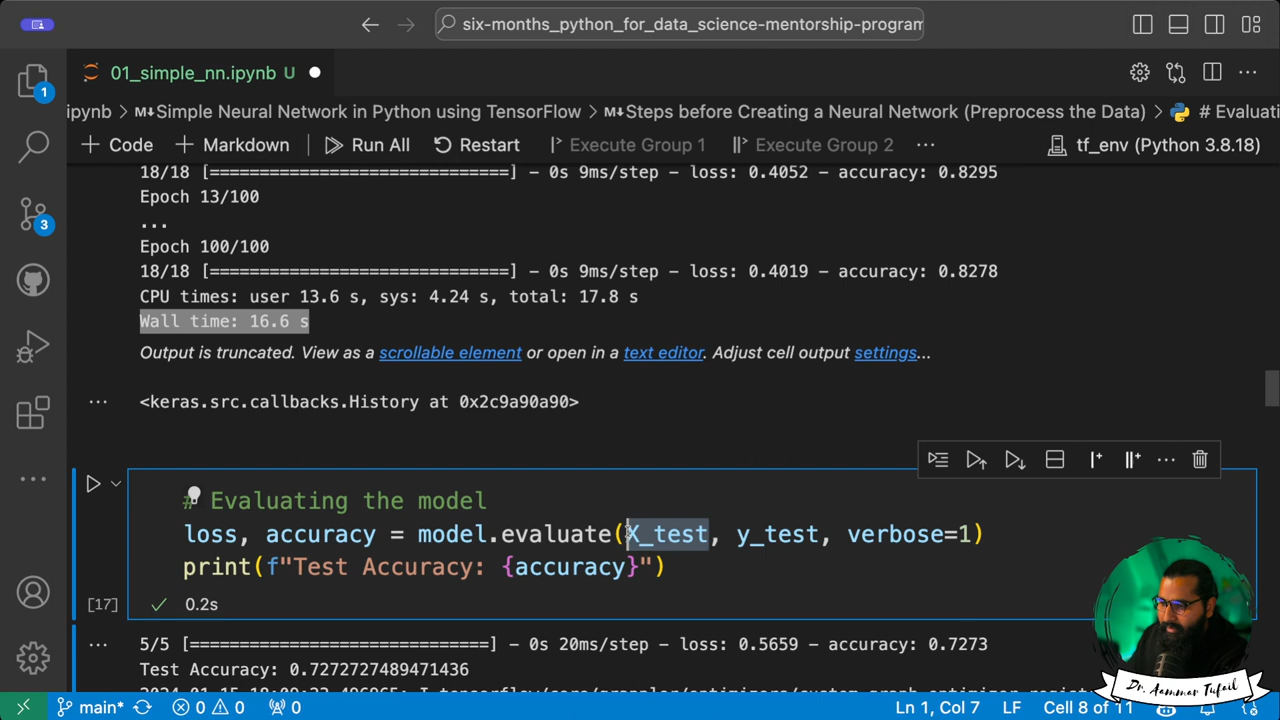 six-months_python_for_data_science-mentorship-program
01_simple_nn.ipynb U
ipynb > Simple Neural Network in Python using TensorFlow > Steps before Creating a Neural Network (Preprocess the Data) > # Evaluati
+ Code + Markdown Run All Restart Execute Group 1 Execute Group 2 ... tf_env (Python 3.8.18)
18/18 [==============================] - 0s 9ms/step - loss: 0.4052 - accuracy: 0.8295
Epoch 13/100
...
Epoch 100/100
18/18 [==============================] - 0s 9ms/step - loss: 0.4019 - accuracy: 0.8278
CPU times: user 13.6 s, sys: 4.24 s, total: 17.8 s
Wall time: 16.6 s
Output is truncated. View as a scrollable element or open in a text editor. Adjust cell output settings...
<keras.src.callbacks.History at 0x2c9a90a90>
# Evaluating the model
loss, accuracy = model.evaluate(X_test, y_test, verbose=1)
print(f"Test Accuracy: {accuracy}")
[17] 0.2s
5/5 [==============================] - 0s 20ms/step - loss: 0.5659 - accuracy: 0.7273
Test Accuracy: 0.7272727489471436
Dr. Aammar Tufail
main* 0 0 0 Ln 1, Col 7 LF Cell 8 of 11
1
3